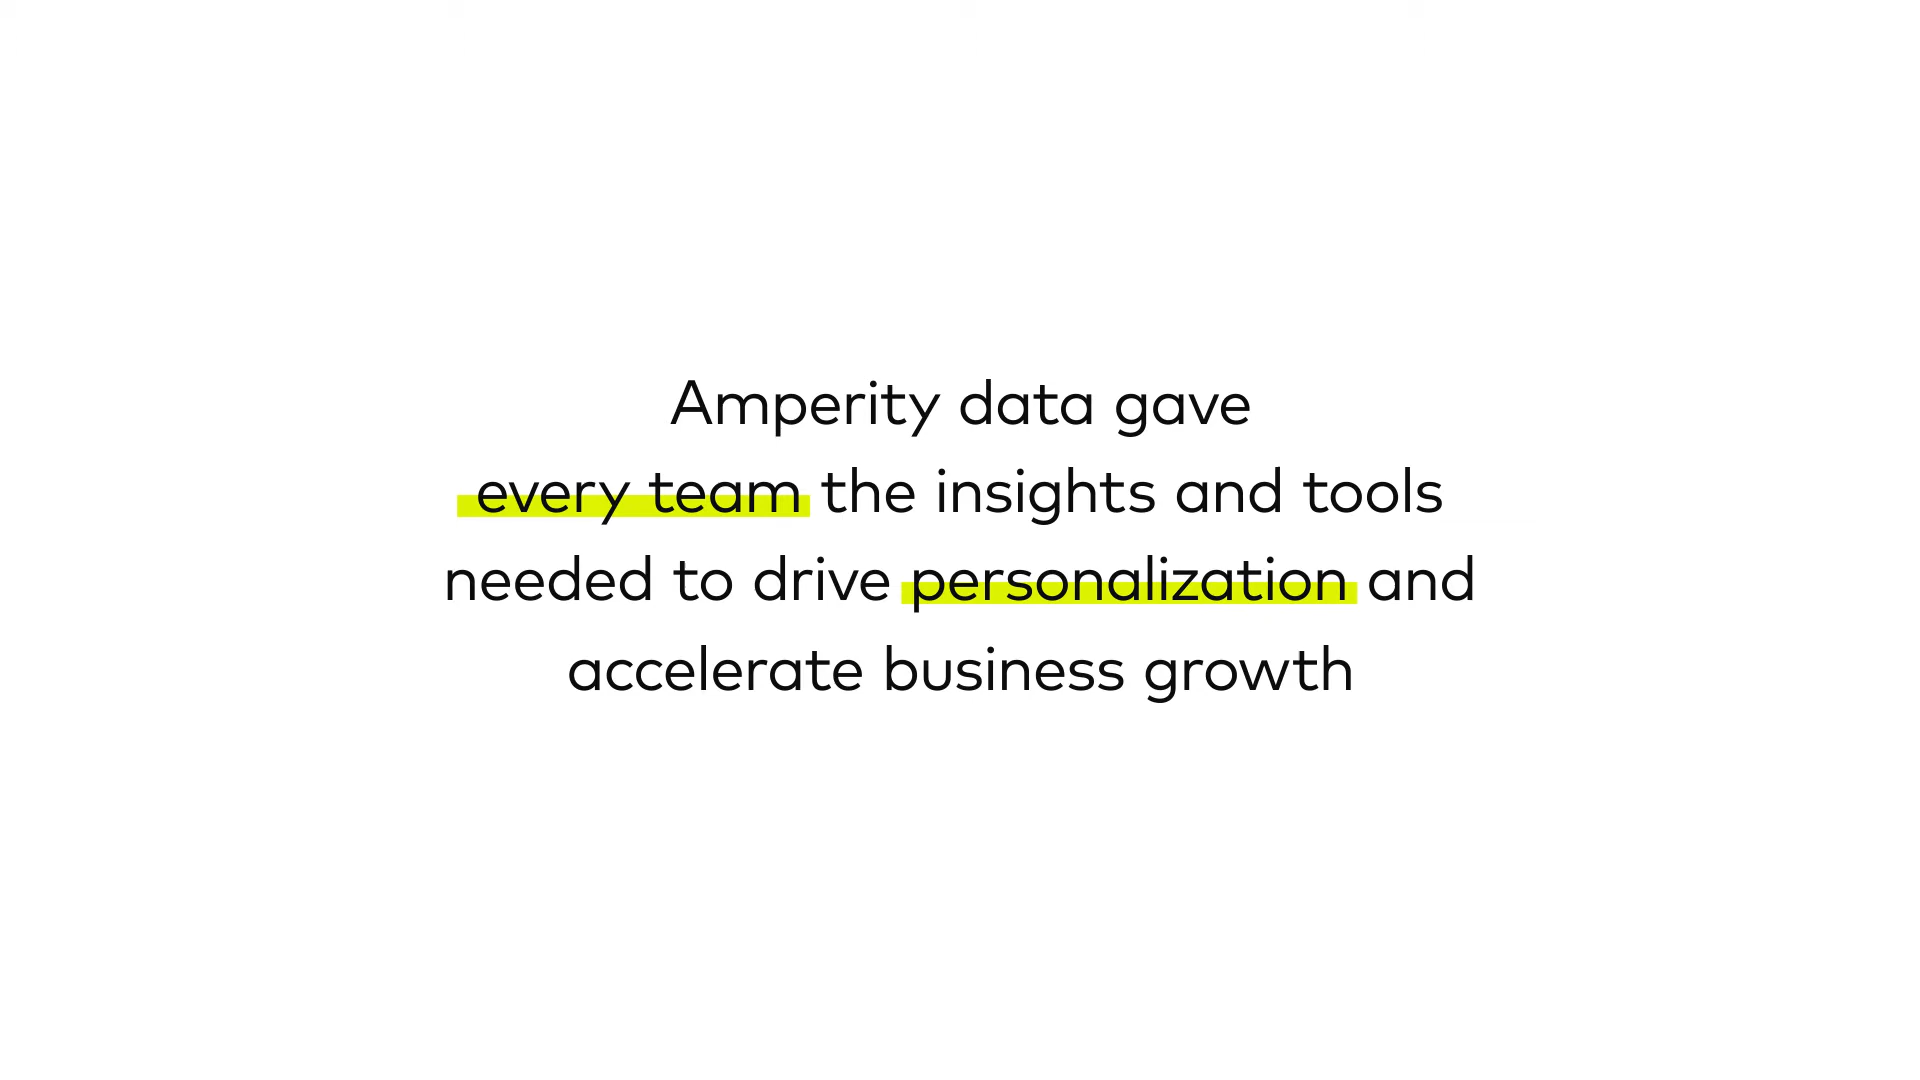 Amperity data gave
every team the insights and tools
needed to drive personalization and
accelerate business growth